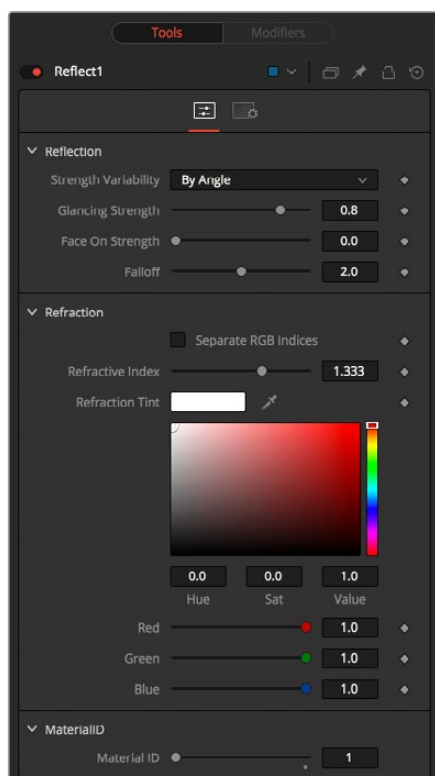 Tools Modifiers
Reflect1
Reflection
Strength Variability By Angle
Glancing Strength 0.8
Face On Strength 0.0
Falloff 2.0
Refraction
Separate RGB Indices
Refractive Index 1.333
Refraction Tint
0.0 0.0 1.0
Hue Sat Value
Red 1.0
Green 1.0
Blue 1.0
MaterialID
Material ID 1